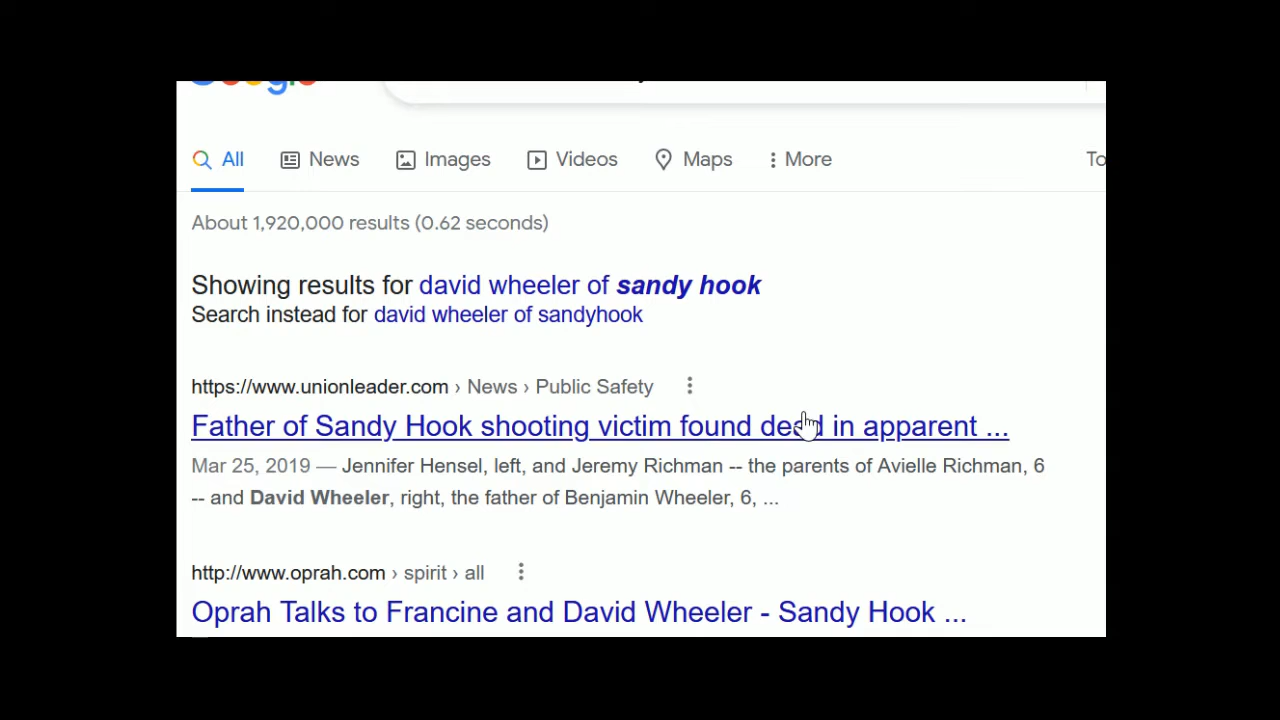 All News Images Videos Maps More To
About 1,920,000 results (0.62 seconds)
Showing results for david wheeler of sandy hook
Search instead for david wheeler of sandyhook
https://www.unionleader.com › News › Public Safety
Father of Sandy Hook shooting victim found dead in apparent ...
Mar 25, 2019 — Jennifer Hensel, left, and Jeremy Richman -- the parents of Avielle Richman, 6
-- and David Wheeler, right, the father of Benjamin Wheeler, 6, ...
http://www.oprah.com › spirit › all
Oprah Talks to Francine and David Wheeler - Sandy Hook ...